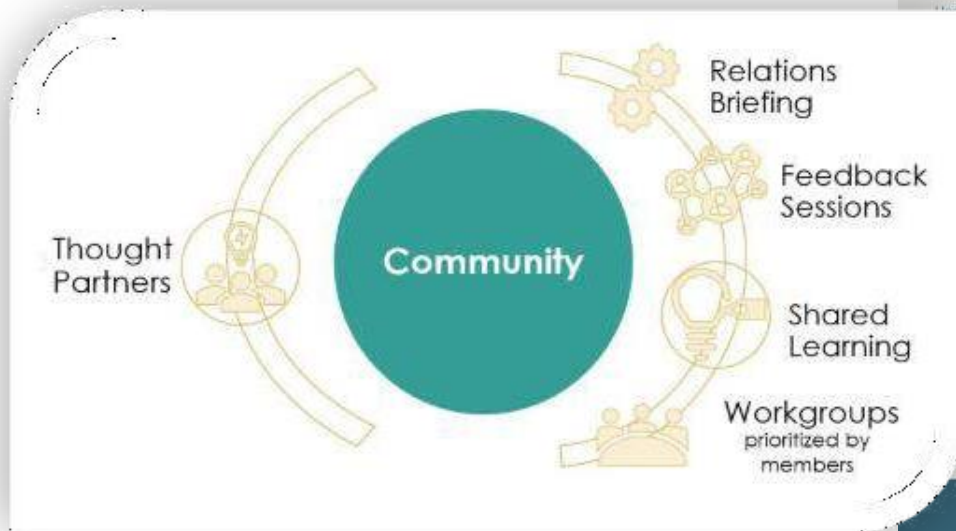 Relations
Briefing
Feedback
Sessions
Thought
Partners
Community
Shared
Learning
Workgroups
prioritized by
members